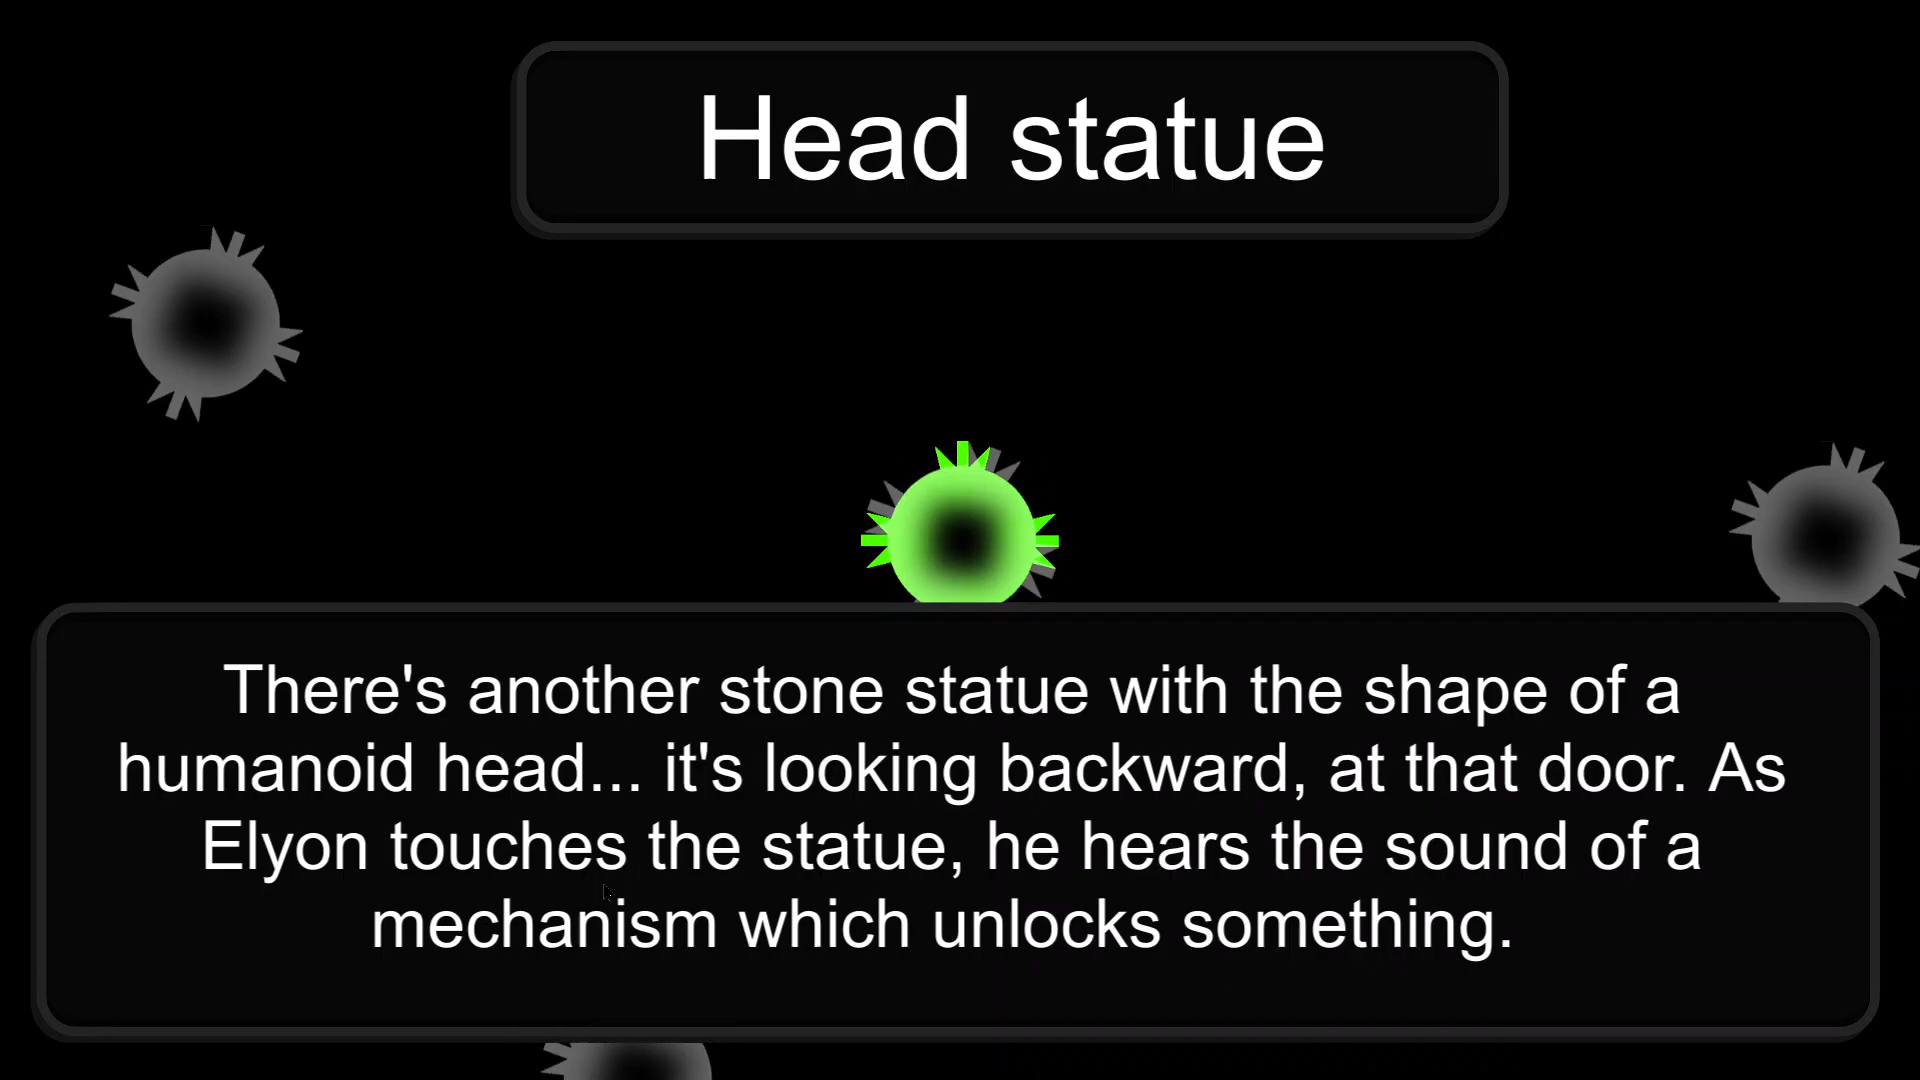 Head statue
There's another stone statue with the shape of a
humanoid head... it's looking backward, at that door. As
Elyon touches the statue, he hears the sound of a
mechanism which unlocks something.